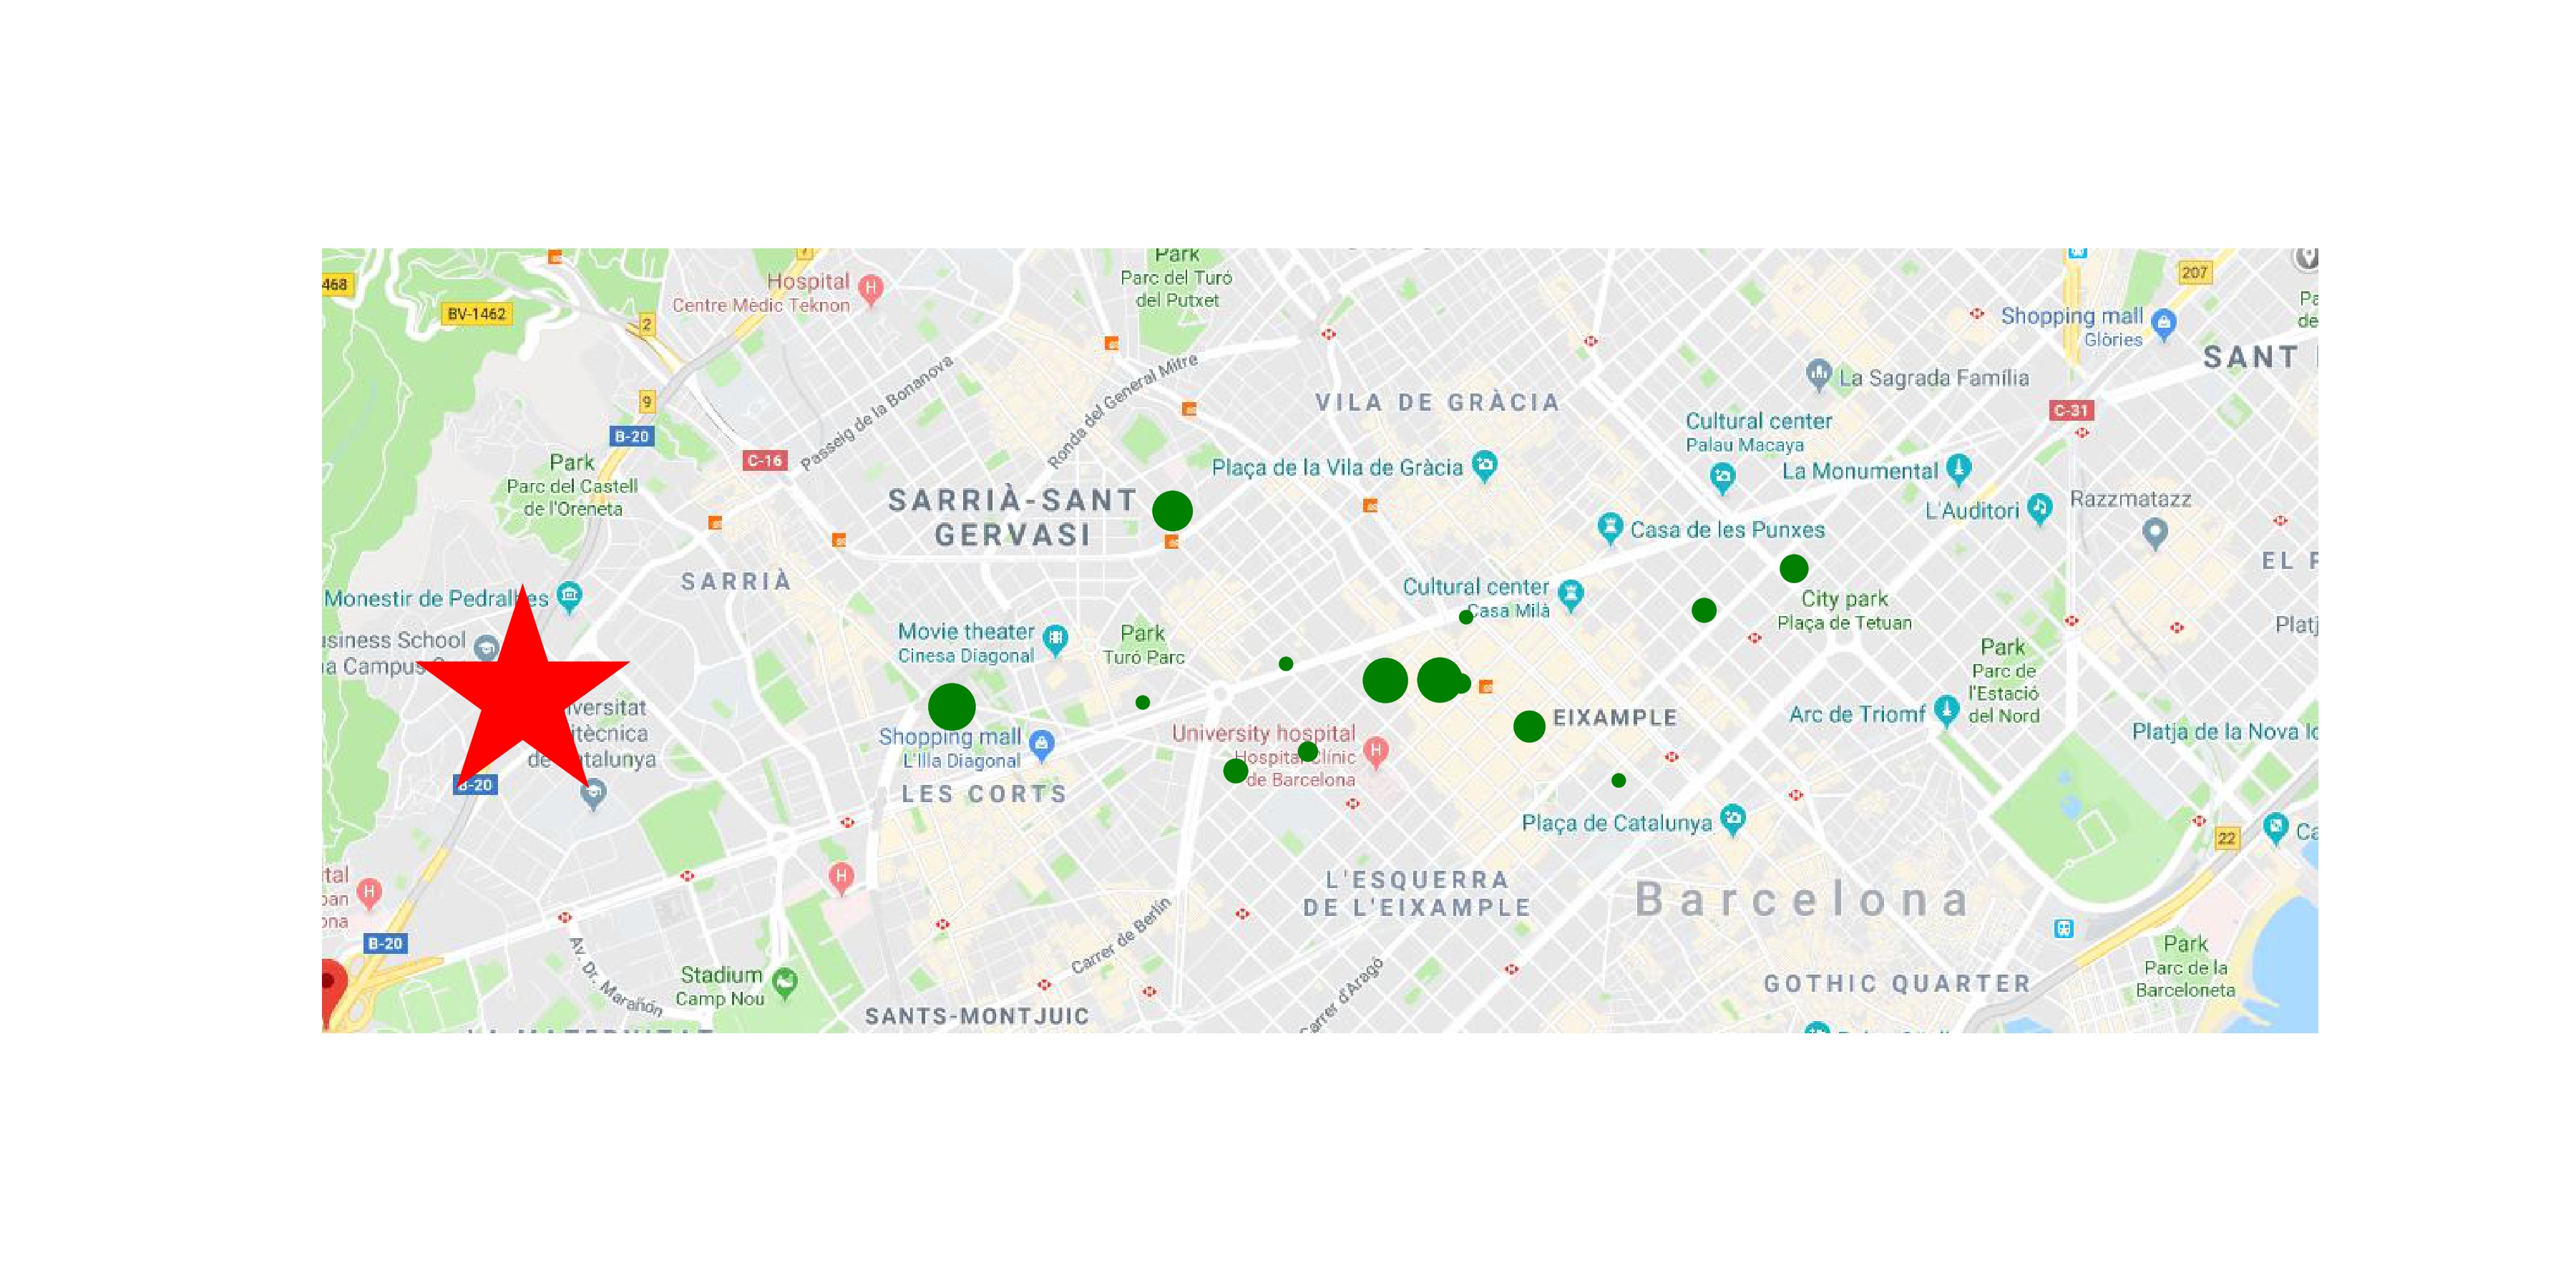 Park
Parc del Turó
del Putxet
468
BV-1462
2
7
Hospital
Centre Mèdic Teknon
207
Shopping mall
Glòries
SANT
Passeig de la Bonanova
Ronda del General Mitre
9
B-20
C-16
VILA DE GRÀCIA
La Sagrada Família
C-31
Cultural center
Palau Macaya
Park
Parc del Castell
de l'Oreneta
Plaça de la Vila de Gràcia
La Monumental
SARRIÀ-SANT
GERVASI
L'Auditori
Razzmatazz
Casa de les Punxes
EL
SARRIÀ
Monestir de Pedralbes
Cultural center
Casa Milà
City park
Plaça de Tetuan
Business School
Campus
Movie theater
Cinesa Diagonal
Park
Turó Parc
Park
Parc de
l'Estació
del Nord
EIXAMPLE
Arc de Triomf
Platja de la Nova
University hospital
Hospital Clínic
de Barcelona
Shopping mall
L'Illa Diagonal
LES CORTS
de Catalunya
B-20
Plaça de Catalunya
22
L'ESQUERRA
DE L'EIXAMPLE
Barcelona
B-20
Av. Dr. Marañón
Carrer de Berlín
Carrer d'Aragó
Stadium
Camp Nou
SANTS-MONTJUIC
GOTHIC QUARTER
Park
Parc de la
Barceloneta